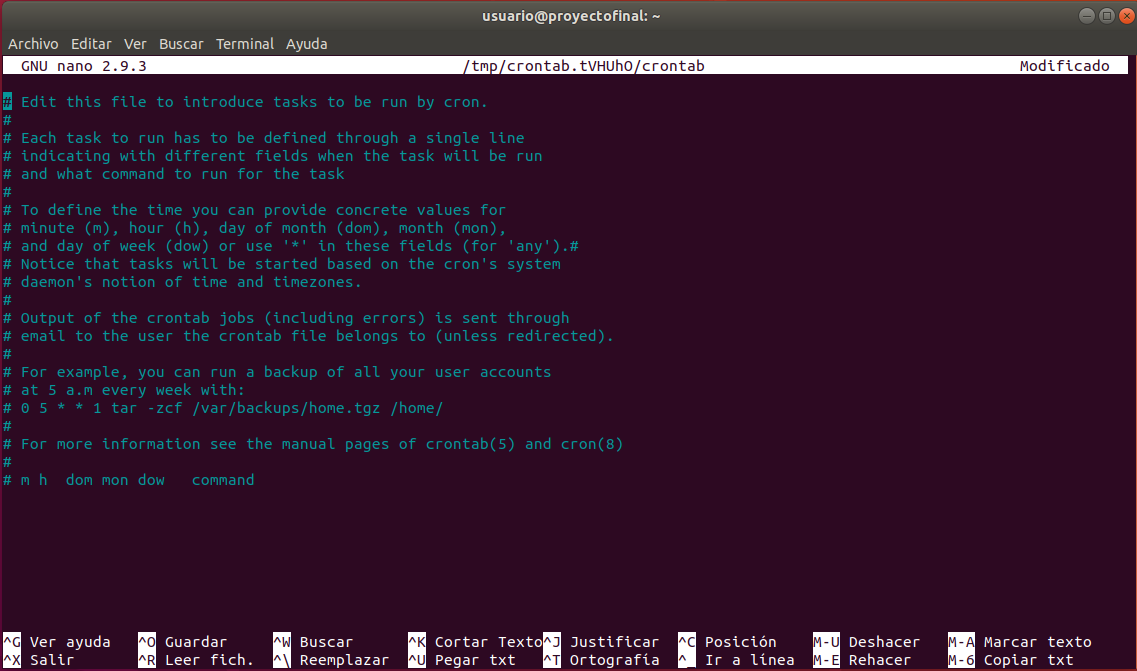 usuario@proyectofinal: ~
Archivo Editar Ver Buscar Terminal Ayuda
GNU nano 2.9.3 /tmp/crontab.tVHUhO/crontab Modificado
# Edit this file to introduce tasks to be run by cron.
#
# Each task to run has to be defined through a single line
# indicating with different fields when the task will be run
# and what command to run for the task
#
# To define the time you can provide concrete values for
# minute (m), hour (h), day of month (dom), month (mon),
# and day of week (dow) or use '*' in these fields (for 'any').#
# Notice that tasks will be started based on the cron's system
# daemon's notion of time and timezones.
#
# Output of the crontab jobs (including errors) is sent through
# email to the user the crontab file belongs to (unless redirected).
#
# For example, you can run a backup of all your user accounts
# at 5 a.m every week with:
# 0 5 * * 1 tar -zcf /var/backups/home.tgz /home/
#
# For more information see the manual pages of crontab(5) and cron(8)
#
# m h  dom mon dow   command
^G Ver ayuda ^O Guardar ^W Buscar ^K Cortar Texto ^J Justificar ^C Posición M-U Deshacer M-A Marcar texto
^X Salir ^R Leer fich. ^\ Reemplazar ^U Pegar txt ^T Ortografía ^_ Ir a línea M-E Rehacer M-6 Copiar txt